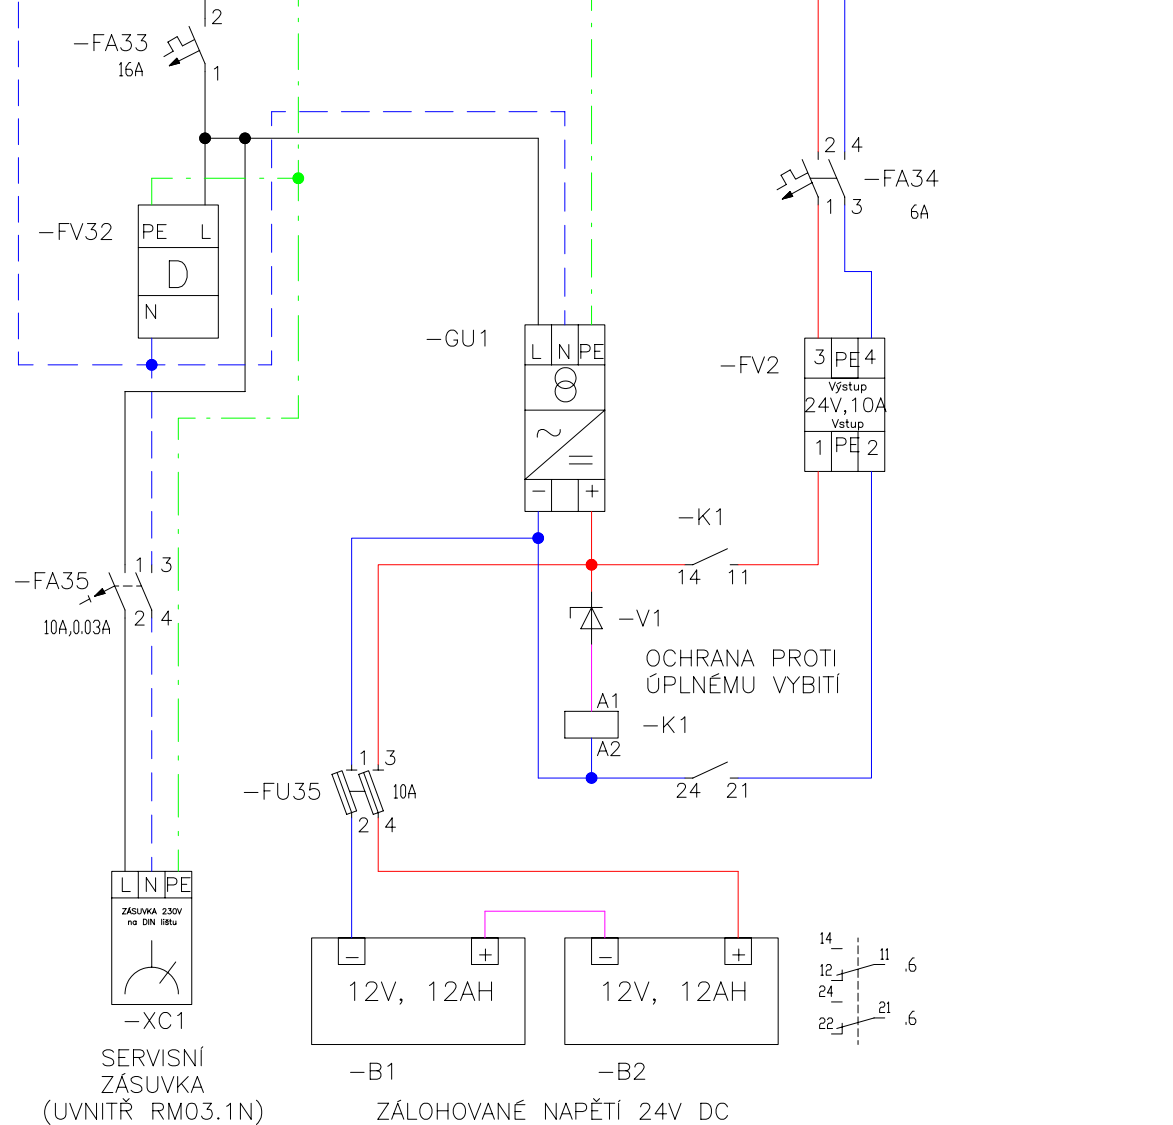 2
-FA33
16A
1
2 4
-FA34
1 3
6A
-FV32
PE L
D
N
-GU1
L N PE
~
=
- +
-FV2
3 PE 4
Výstup
24V,10A
Vstup
1 PE 2
-K1
14 11
-FA35
1 3
2 4
10A,0.03A
-V1
OCHRANA PROTI
ÚPLNÉMU VYBITÍ
A1
-K1
A2
24 21
-FU35
1 3
10A
2 4
L N PE
ZÁSUVKA 230V
na DIN lištu
-XC1
SERVISNÍ
ZÁSUVKA
(UVNITŘ RM03.1N)
- +
12V, 12AH
-B1
- +
12V, 12AH
-B2
ZÁLOHOVANÉ NAPĚTÍ 24V DC
14
12 11 .6
24
22 21 .6